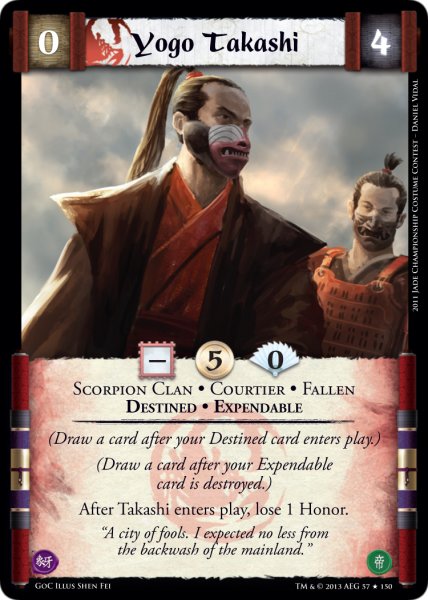 0 Yogo Takashi 4
2011 Jade Championship Costume Contest – Daniel Vidal
– 5 0
Scorpion Clan • Courtier • Fallen
Destined • Expendable
(Draw a card after your Destined card enters play.)
(Draw a card after your Expendable
card is destroyed.)
After Takashi enters play, lose 1 Honor.
“A city of fools. I expected no less from
the backwash of the mainland.”
帝
GoC Illus Shen Fei
TM & © 2013 AEG 57 ★ 150